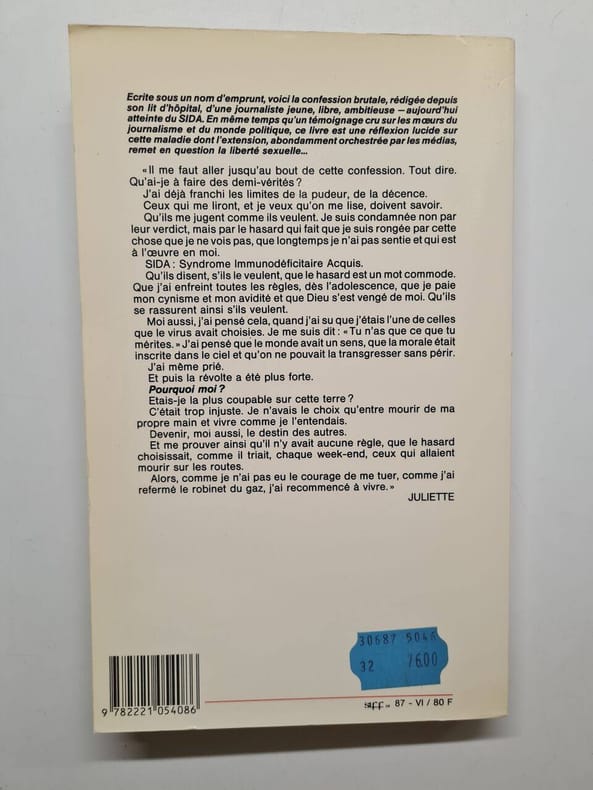 Ecrite sous un nom d'emprunt, voici la confession brutale, rédigée depuis
son lit d'hôpital, d'une journaliste jeune, libre, ambitieuse – aujourd'hui
atteinte du SIDA. En même temps qu'un témoignage cru sur les mœurs du
journalisme et du monde politique, ce livre est une réflexion lucide sur
cette maladie dont l'extension, abondamment orchestrée par les médias,
remet en question la liberté sexuelle...
« Il me faut aller jusqu'au bout de cette confession. Tout dire.
Qu'ai-je à faire des demi-vérités ?
J'ai déjà franchi les limites de la pudeur, de la décence.
Ceux qui me liront, et je veux qu'on me lise, doivent savoir.
Qu'ils me jugent comme ils veulent. Je suis condamnée non par
leur verdict, mais par le hasard qui fait que je suis rongée par cette
chose que je ne vois pas, que longtemps je n'ai pas sentie et qui est
à l'œuvre en moi.
SIDA : Syndrome Immunodéficitaire Acquis.
Qu'ils disent, s'ils le veulent, que le hasard est un mot commode.
Que j'ai enfreint toutes les règles, dès l'adolescence, que je paie
mon cynisme et mon avidité et que Dieu s'est vengé de moi. Qu'ils
se rassurent ainsi s'ils veulent.
Moi aussi, j'ai pensé cela, quand j'ai su que j'étais l'une de celles
que le virus avait choisies. Je me suis dit : « Tu n'as que ce que tu
mérites. » J'ai pensé que le monde avait un sens, que la morale était
inscrite dans le ciel et qu'on ne pouvait la transgresser sans périr.
J'ai même prié.
Et puis la révolte a été plus forte.
Pourquoi moi ?
Etais-je la plus coupable sur cette terre ?
C'était trop injuste. Je n'avais le choix qu'entre mourir de ma
propre main et vivre comme je l'entendais.
Devenir, moi aussi, le destin des autres.
Et me prouver ainsi qu'il n'y avait aucune règle, que le hasard
choisissait, comme il triait, chaque week-end, ceux qui allaient
mourir sur les routes.
Alors, comme je n'ai pas eu le courage de me tuer, comme j'ai
refermé le robinet du gaz, j'ai recommencé à vivre. »
JULIETTE
30687 5046
32 76.00
9 782221 054086
87 - VI / 80 F